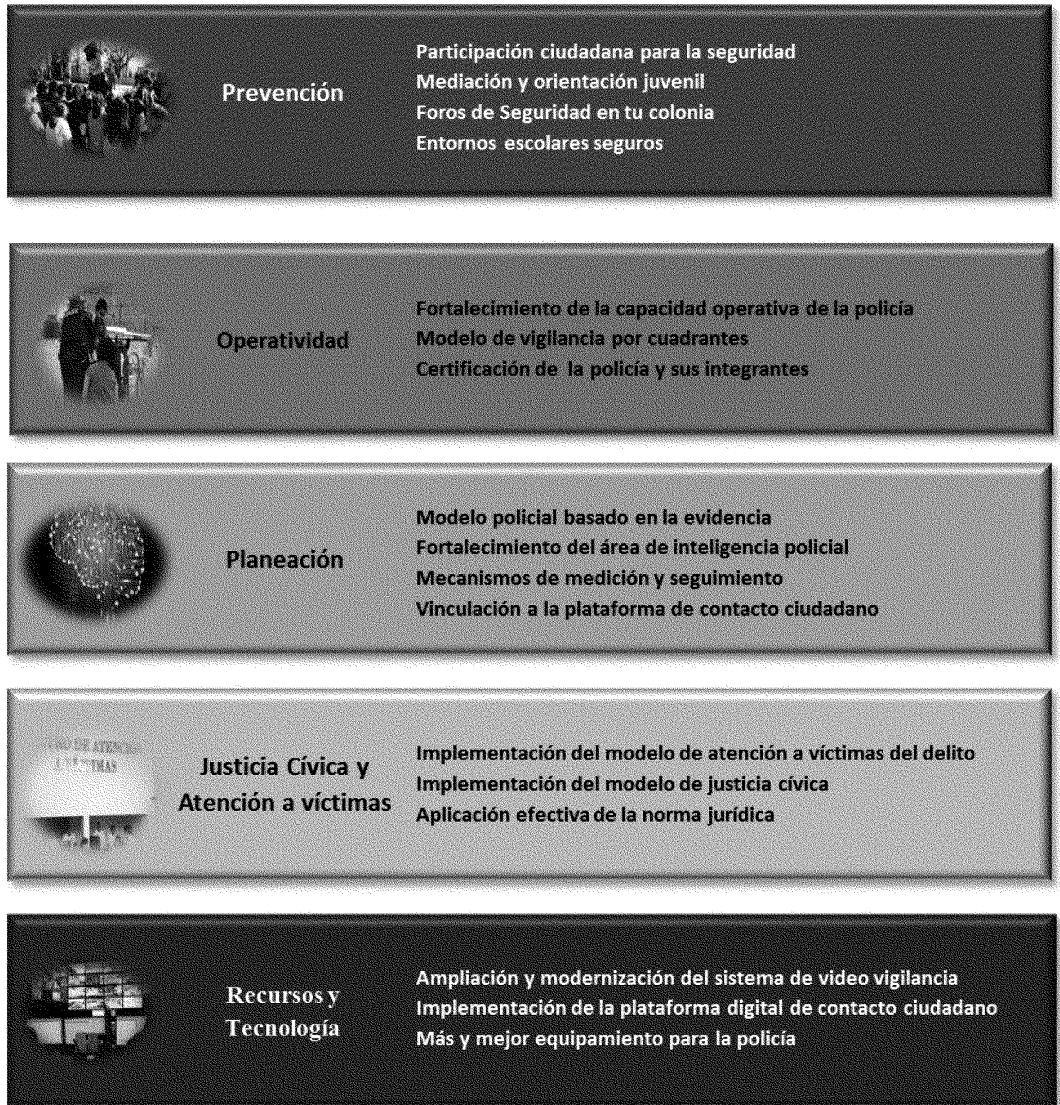 Prevención
Participación ciudadana para la seguridad
Mediación y orientación juvenil
Foros de Seguridad en tu colonia
Entornos escolares seguros
Operatividad
Fortalecimiento de la capacidad operativa de la policía
Modelo de vigilancia por cuadrantes
Certificación de la policía y sus integrantes
Planeación
Modelo policial basado en la evidencia
Fortalecimiento del área de inteligencia policial
Mecanismos de medición y seguimiento
Vinculación a la plataforma de contacto ciudadano
DE
Justicia Cívica y
Atención a víctimas
Implementación del modelo de atención a víctimas del delito
Implementación del modelo de justicia cívica
Aplicación efectiva de la norma jurídica
Recursos y
Tecnología
Ampliación y modernización del sistema de video vigilancia
Implementación de la plataforma digital de contacto ciudadano
Más y mejor equipamiento para la policía